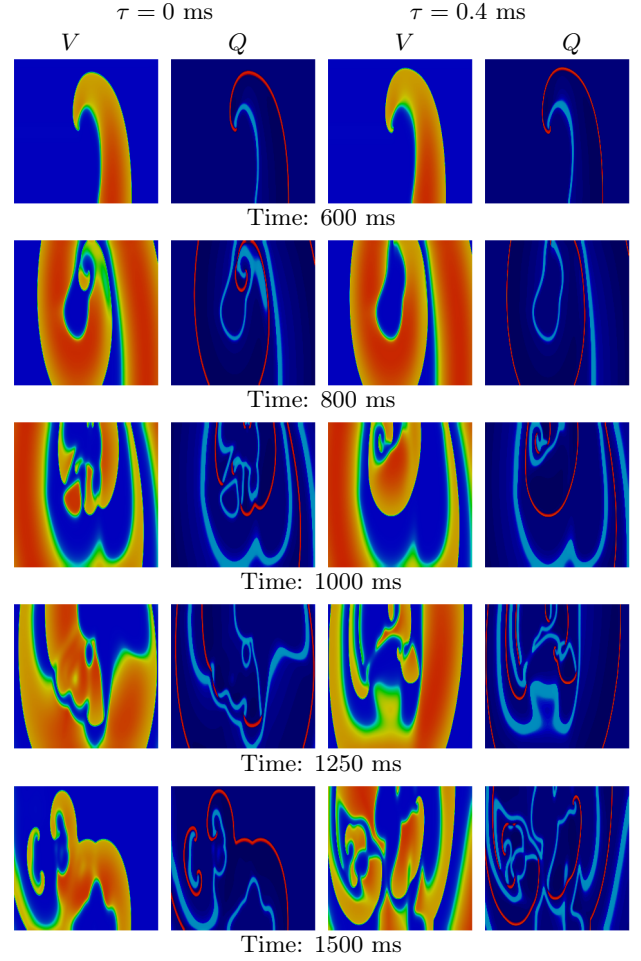 τ = 0 ms τ = 0.4 ms
V Q V Q
Time: 600 ms
Time: 800 ms
Time: 1000 ms
Time: 1250 ms
Time: 1500 ms